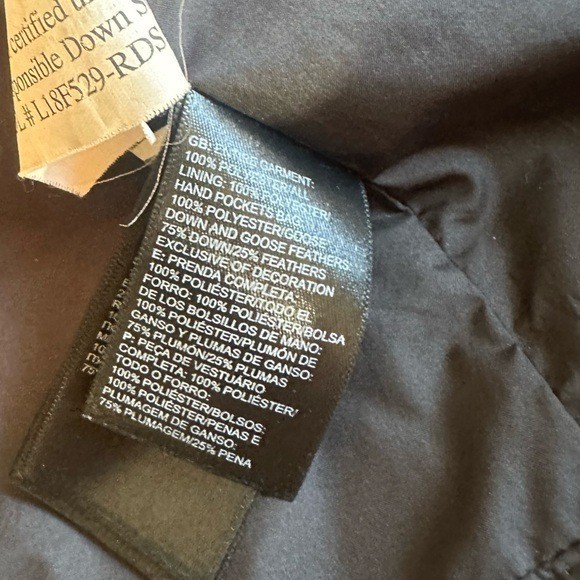 certified
ponsible Down S
# L18F529-RDS
GB: ENTIRE GARMENT:
100% POLYESTER/ALL
LINING: 100% POLYESTER/
HAND POCKETS BAG:
100% POLYESTER/GOOSE
DOWN AND GOOSE FEATHERS
75% DOWN/25% FEATHERS
EXCLUSIVE OF DECORATION
E: PRENDA COMPLETA:
100% POLIÉSTER/TODO EL
FORRO: 100% POLIÉSTER/BOLSA
DE LOS BOLSILLOS DE MANO:
100% POLIÉSTER/PLUMÓN DE
GANSO Y PLUMAS DE GANSO:
75% PLUMÓN/25% PLUMAS
P: PEÇA DE VESTUÁRIO
COMPLETA: 100% POLIÉSTER/
TODO O FORRO:
100% POLIÉSTER/BOLSOS:
100% POLIÉSTER/PENAS E
PLUMAGEM DE GANSO:
75% PLUMAGEM/25% PENA